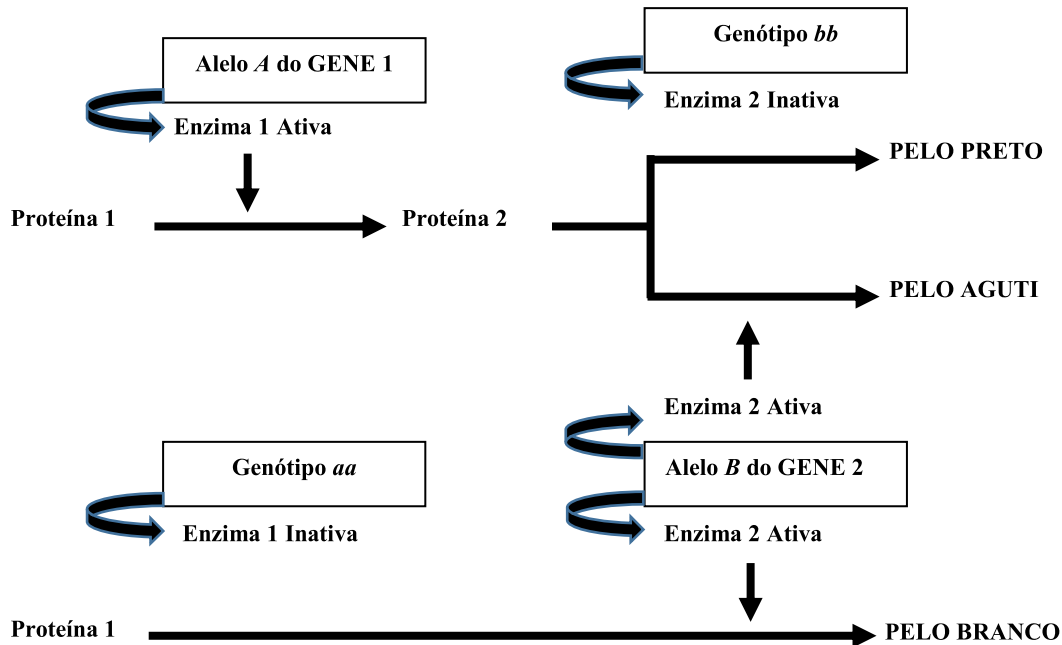 Alelo A do GENE 1
Enzima 1 Ativa
Genótipo bb
Enzima 2 Inativa
Proteína 1
Proteína 2
PELO PRETO
PELO AGUTI
Enzima 2 Ativa
Genótipo aa
Enzima 1 Inativa
Alelo B do GENE 2
Enzima 2 Ativa
Proteína 1
PELO BRANCO